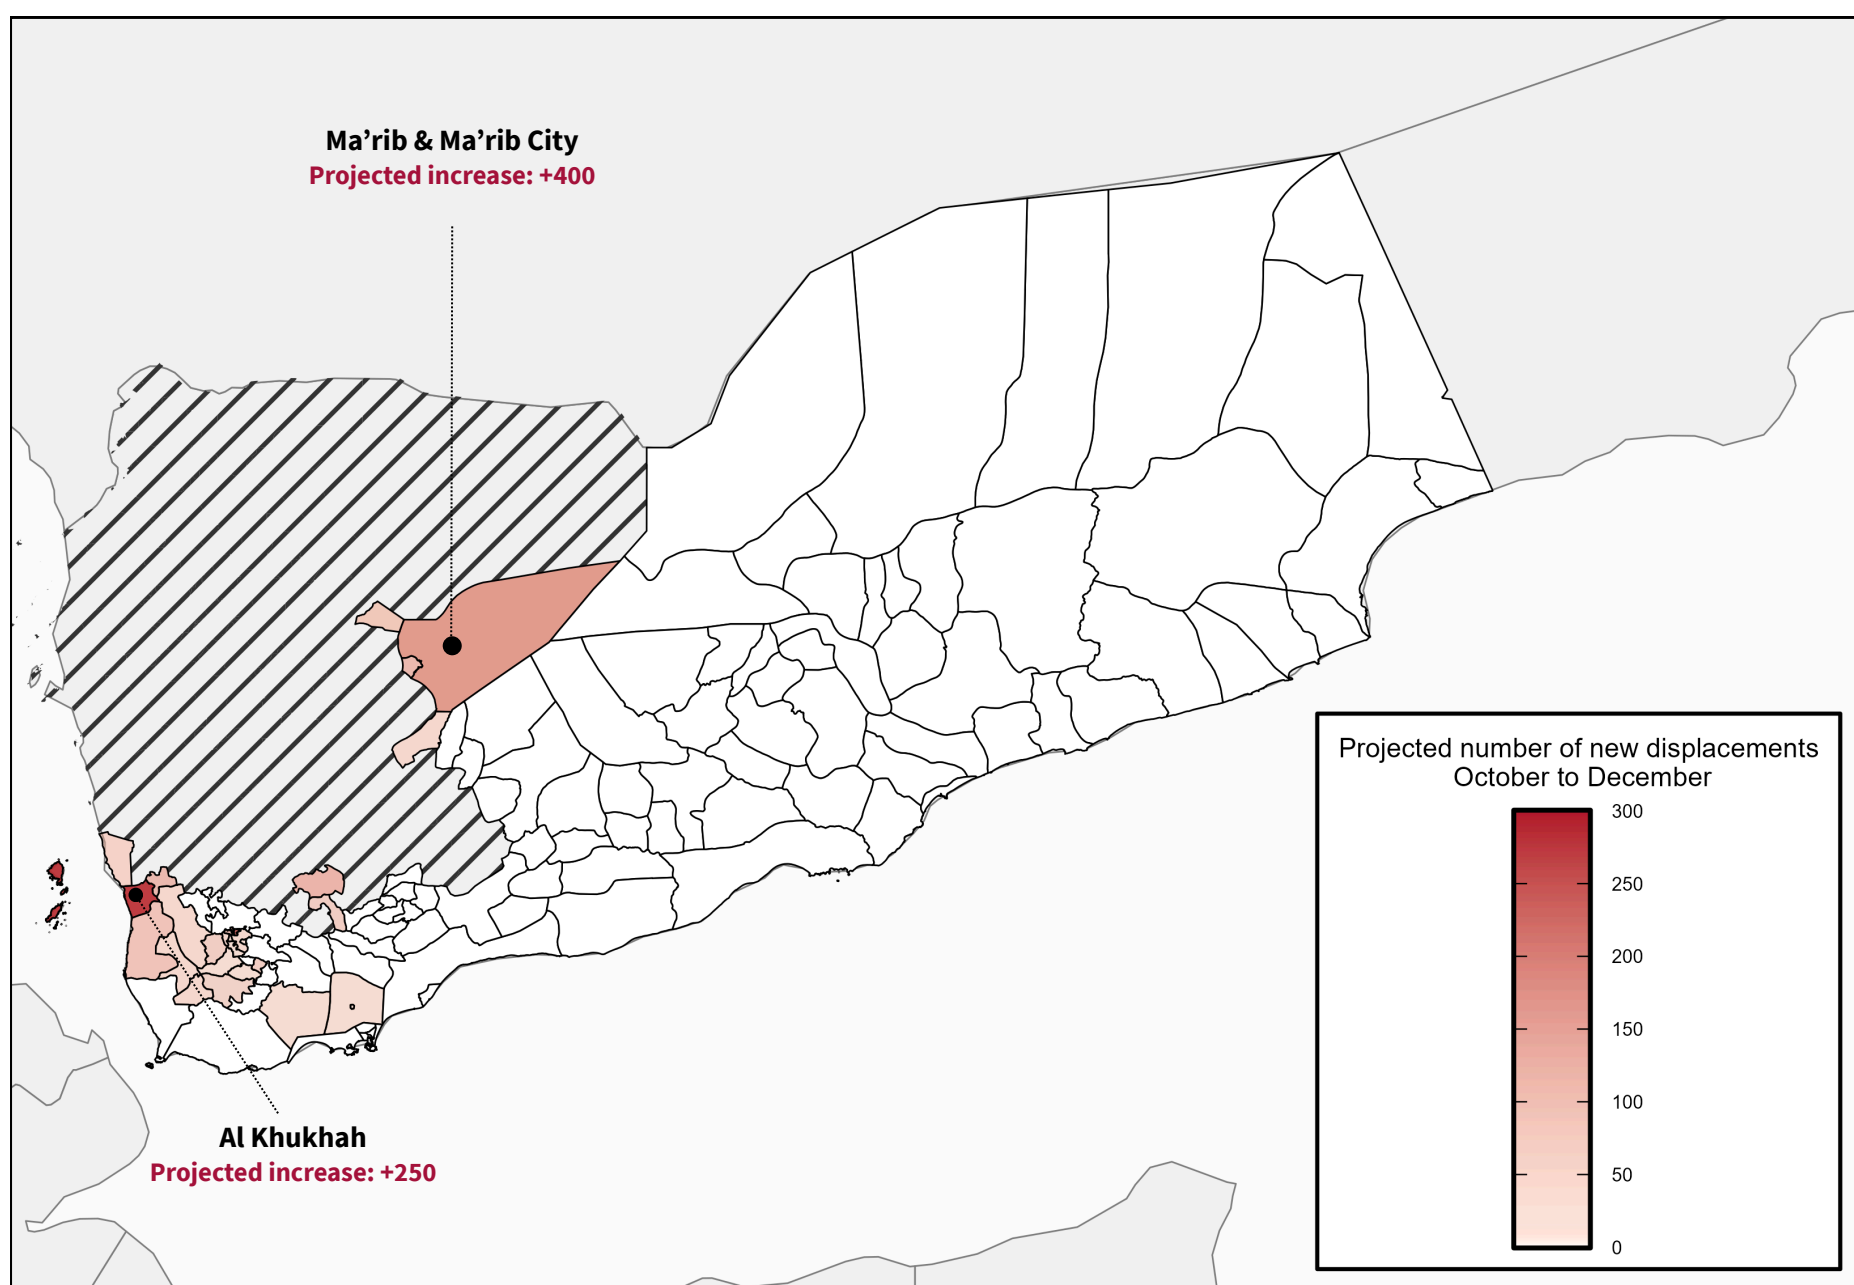 Ma’rib & Ma’rib City
Projected increase: +400
Projected number of new displacements
October to December
300
250
200
150
100
50
0
Al Khukhah
Projected increase: +250